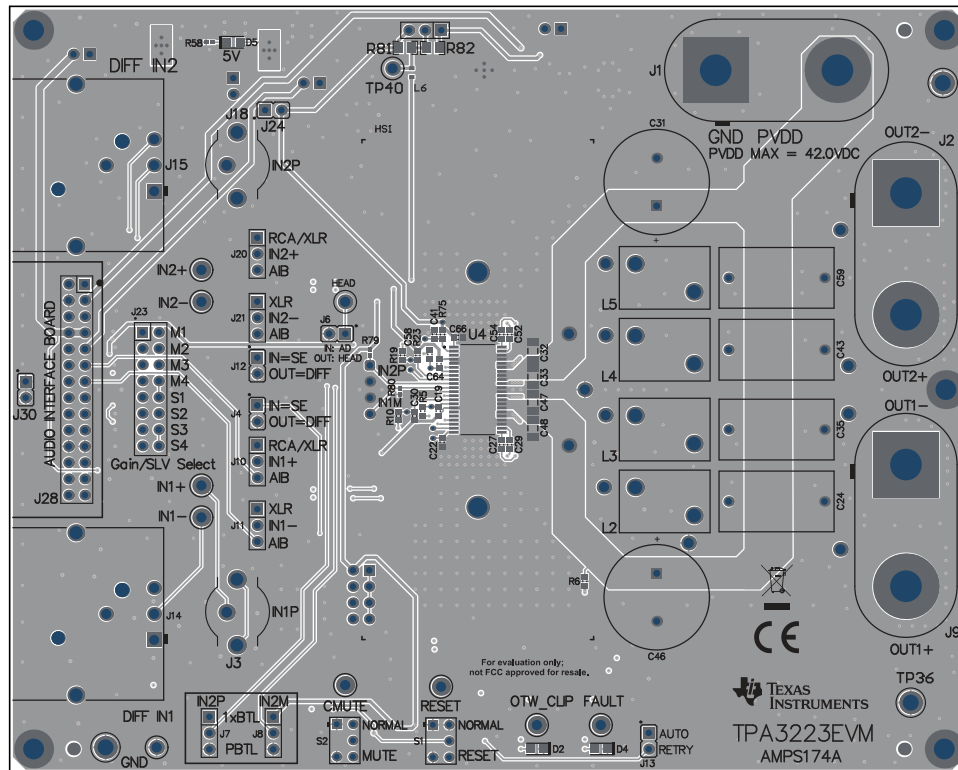 R58
D5
5V
R81
R82
DIFF IN2
TP40
L6
J1
J18
J24
HSI
C31
GND PVDD
PVDD MAX = 42.0VDC
OUT2-
J2
J15
IN2P
RCA/XLR
J20
IN2+
AIB
IN2+
IN2-
HEAD
XLR
J21
IN2-
AIB
J6
IN: AD
OUT: HEAD
L5
C59
J23
M1
M2
M3
M4
S1
S2
S3
S4
Gain/SLV Select
AUDIO-INTERFACE BOARD
J30
J28
IN=SE
J12
OUT=DIFF
R79
R19
C58
R23
C41
R75
C66
U4
C54
C52
C64
IN2P
IN1M
R80
R10
C30
R5
C19
C22
C27
C29
C32
C33
C47
C48
L4
C43
OUT2+
OUT1-
J4
IN=SE
OUT=DIFF
RCA/XLR
J10
IN1+
AIB
IN1+
IN1-
XLR
J11
IN1-
AIB
L3
C35
L2
C24
R6
J14
IN1P
J3
C46
J9
OUT1+
For evaluation only;
not FCC approved for resale.
TEXAS
INSTRUMENTS
TP36
TPA3223EVM
AMPS174A
DIFF IN1
GND
IN2P
IN2M
1xBTL
J7
J8
PBTL
CMUTE
NORMAL
S2
MUTE
RESET
NORMAL
S1
RESET
OTW_CLIP
FAULT
D2
D4
AUTO
RETRY
J13
CE